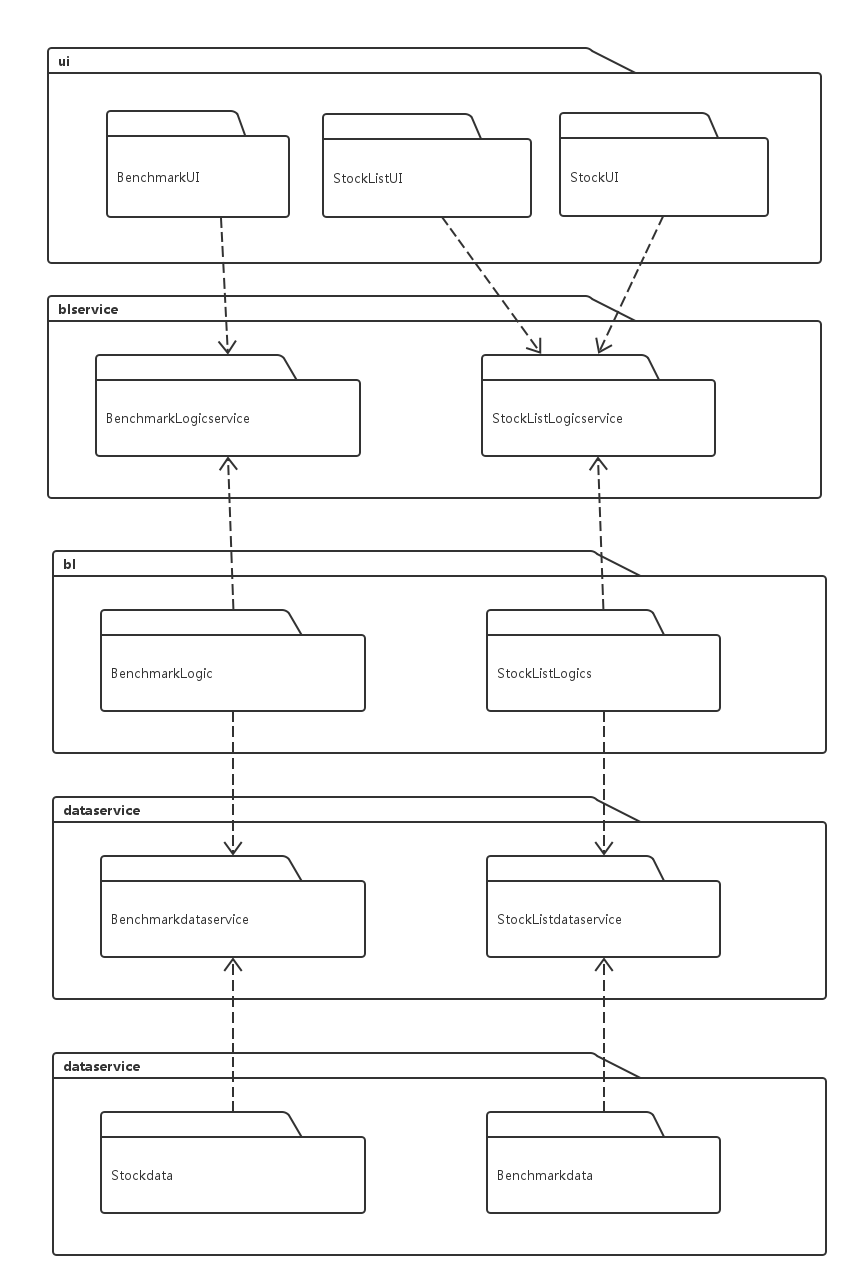 ui
BenchmarkUI
StockListUI
StockUI
blservice
BenchmarkLogicservice
StockListLogicservice
bl
BenchmarkLogic
StockListLogics
dataservice
Benchmarkdataservice
StockListdataservice
dataservice
Stockdata
Benchmarkdata